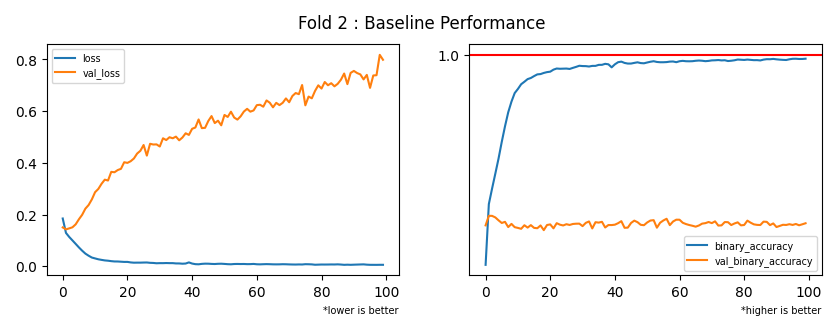 Fold 2 : Baseline Performance
loss
val_loss
0.8
0.6
0.4
0.2
0.0
0 20 40 60 80 100
*lower is better
1.0
binary_accuracy
val_binary_accuracy
0 20 40 60 80 100
*higher is better